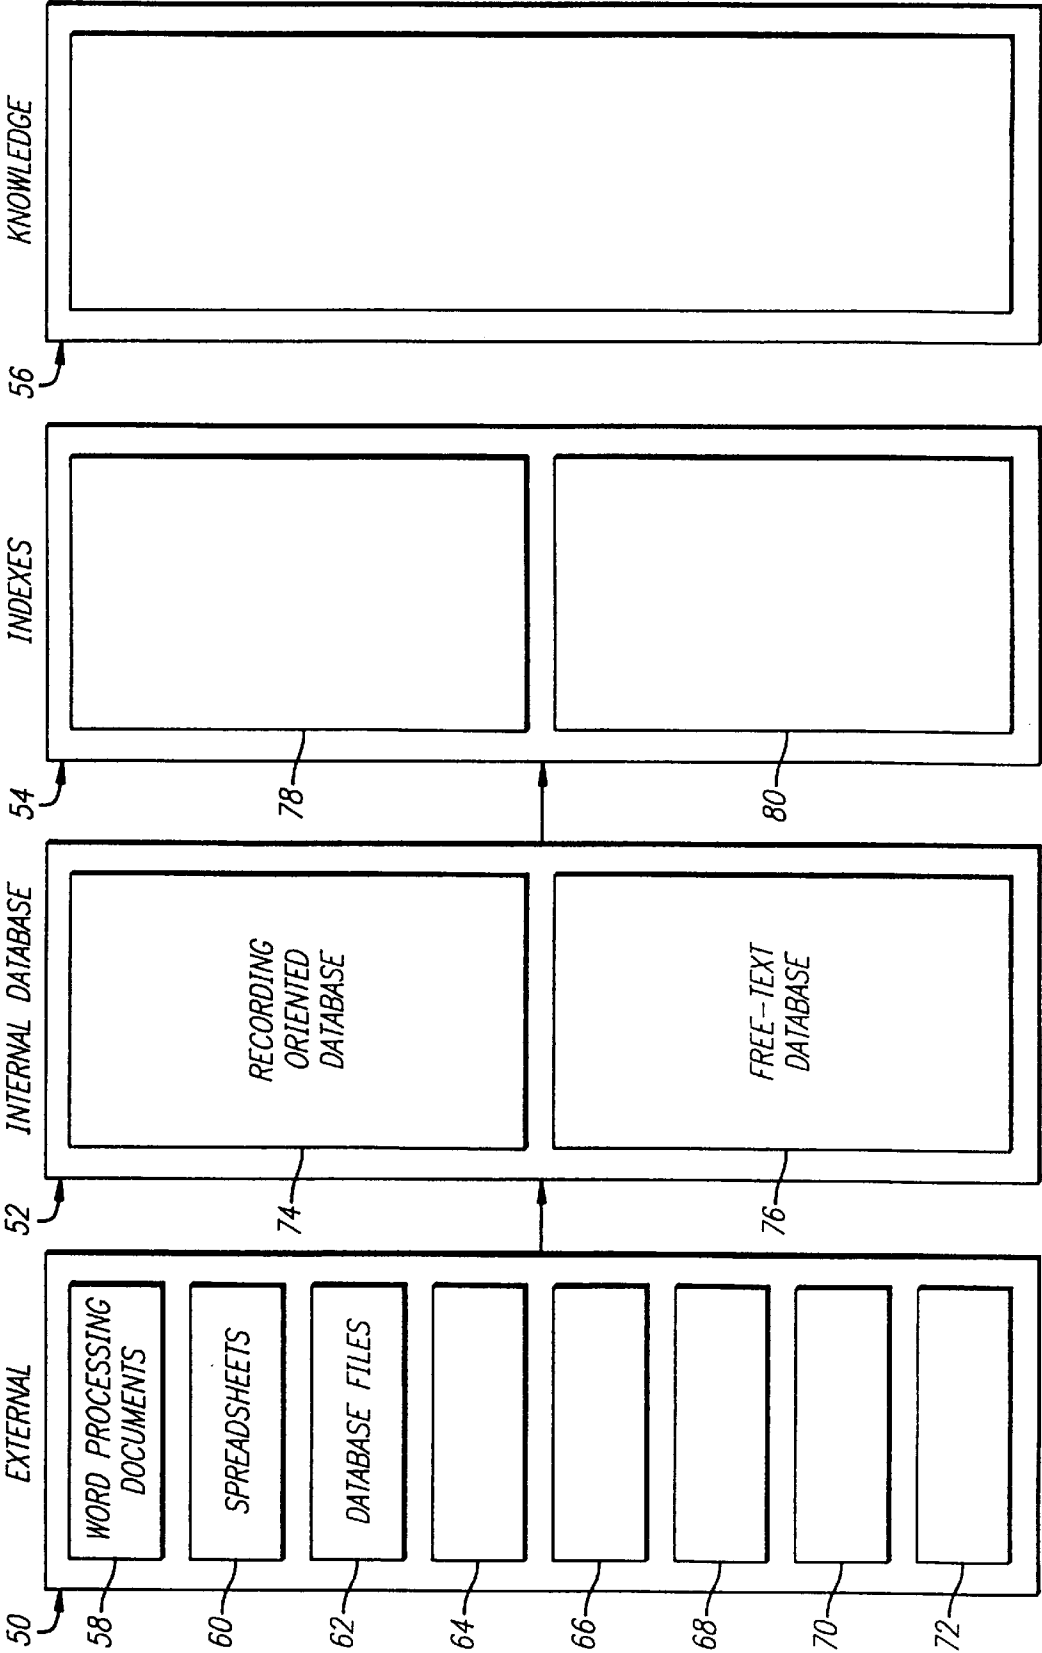 EXTERNAL
50
WORD PROCESSING
DOCUMENTS
58
SPREADSHEETS
60
DATABASE FILES
62
64
66
68
70
72
INTERNAL DATABASE
52
RECORDING
ORIENTED
DATABASE
74
FREE-TEXT
DATABASE
76
INDEXES
54
78
80
KNOWLEDGE
56